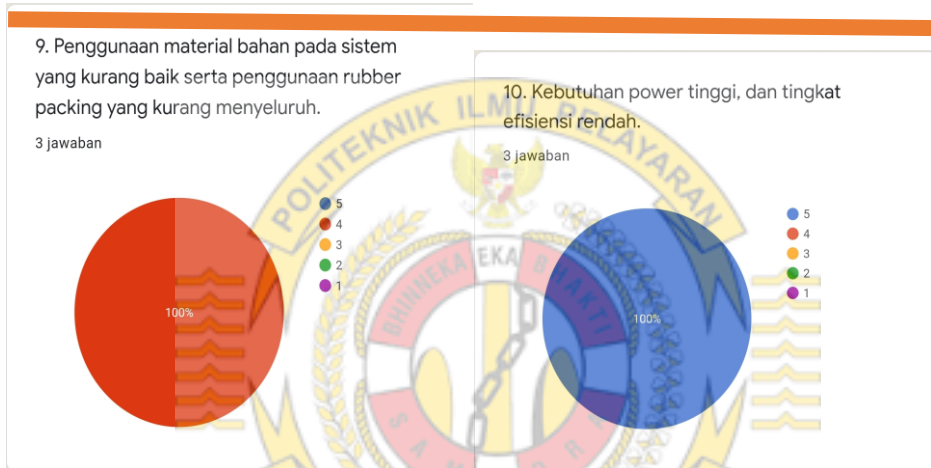 9. Penggunaan material bahan pada sistem
yang kurang baik serta penggunaan rubber
packing yang kurang menyeluruh.
3 jawaban
5
4
3
2
1
100%
10. Kebutuhan power tinggi, dan tingkat
efisiensi rendah.
3 jawaban
5
4
3
2
1
100%
POLITEKNIK ILMU PELAYARAN
BHINNEKA EKA BHAKTI